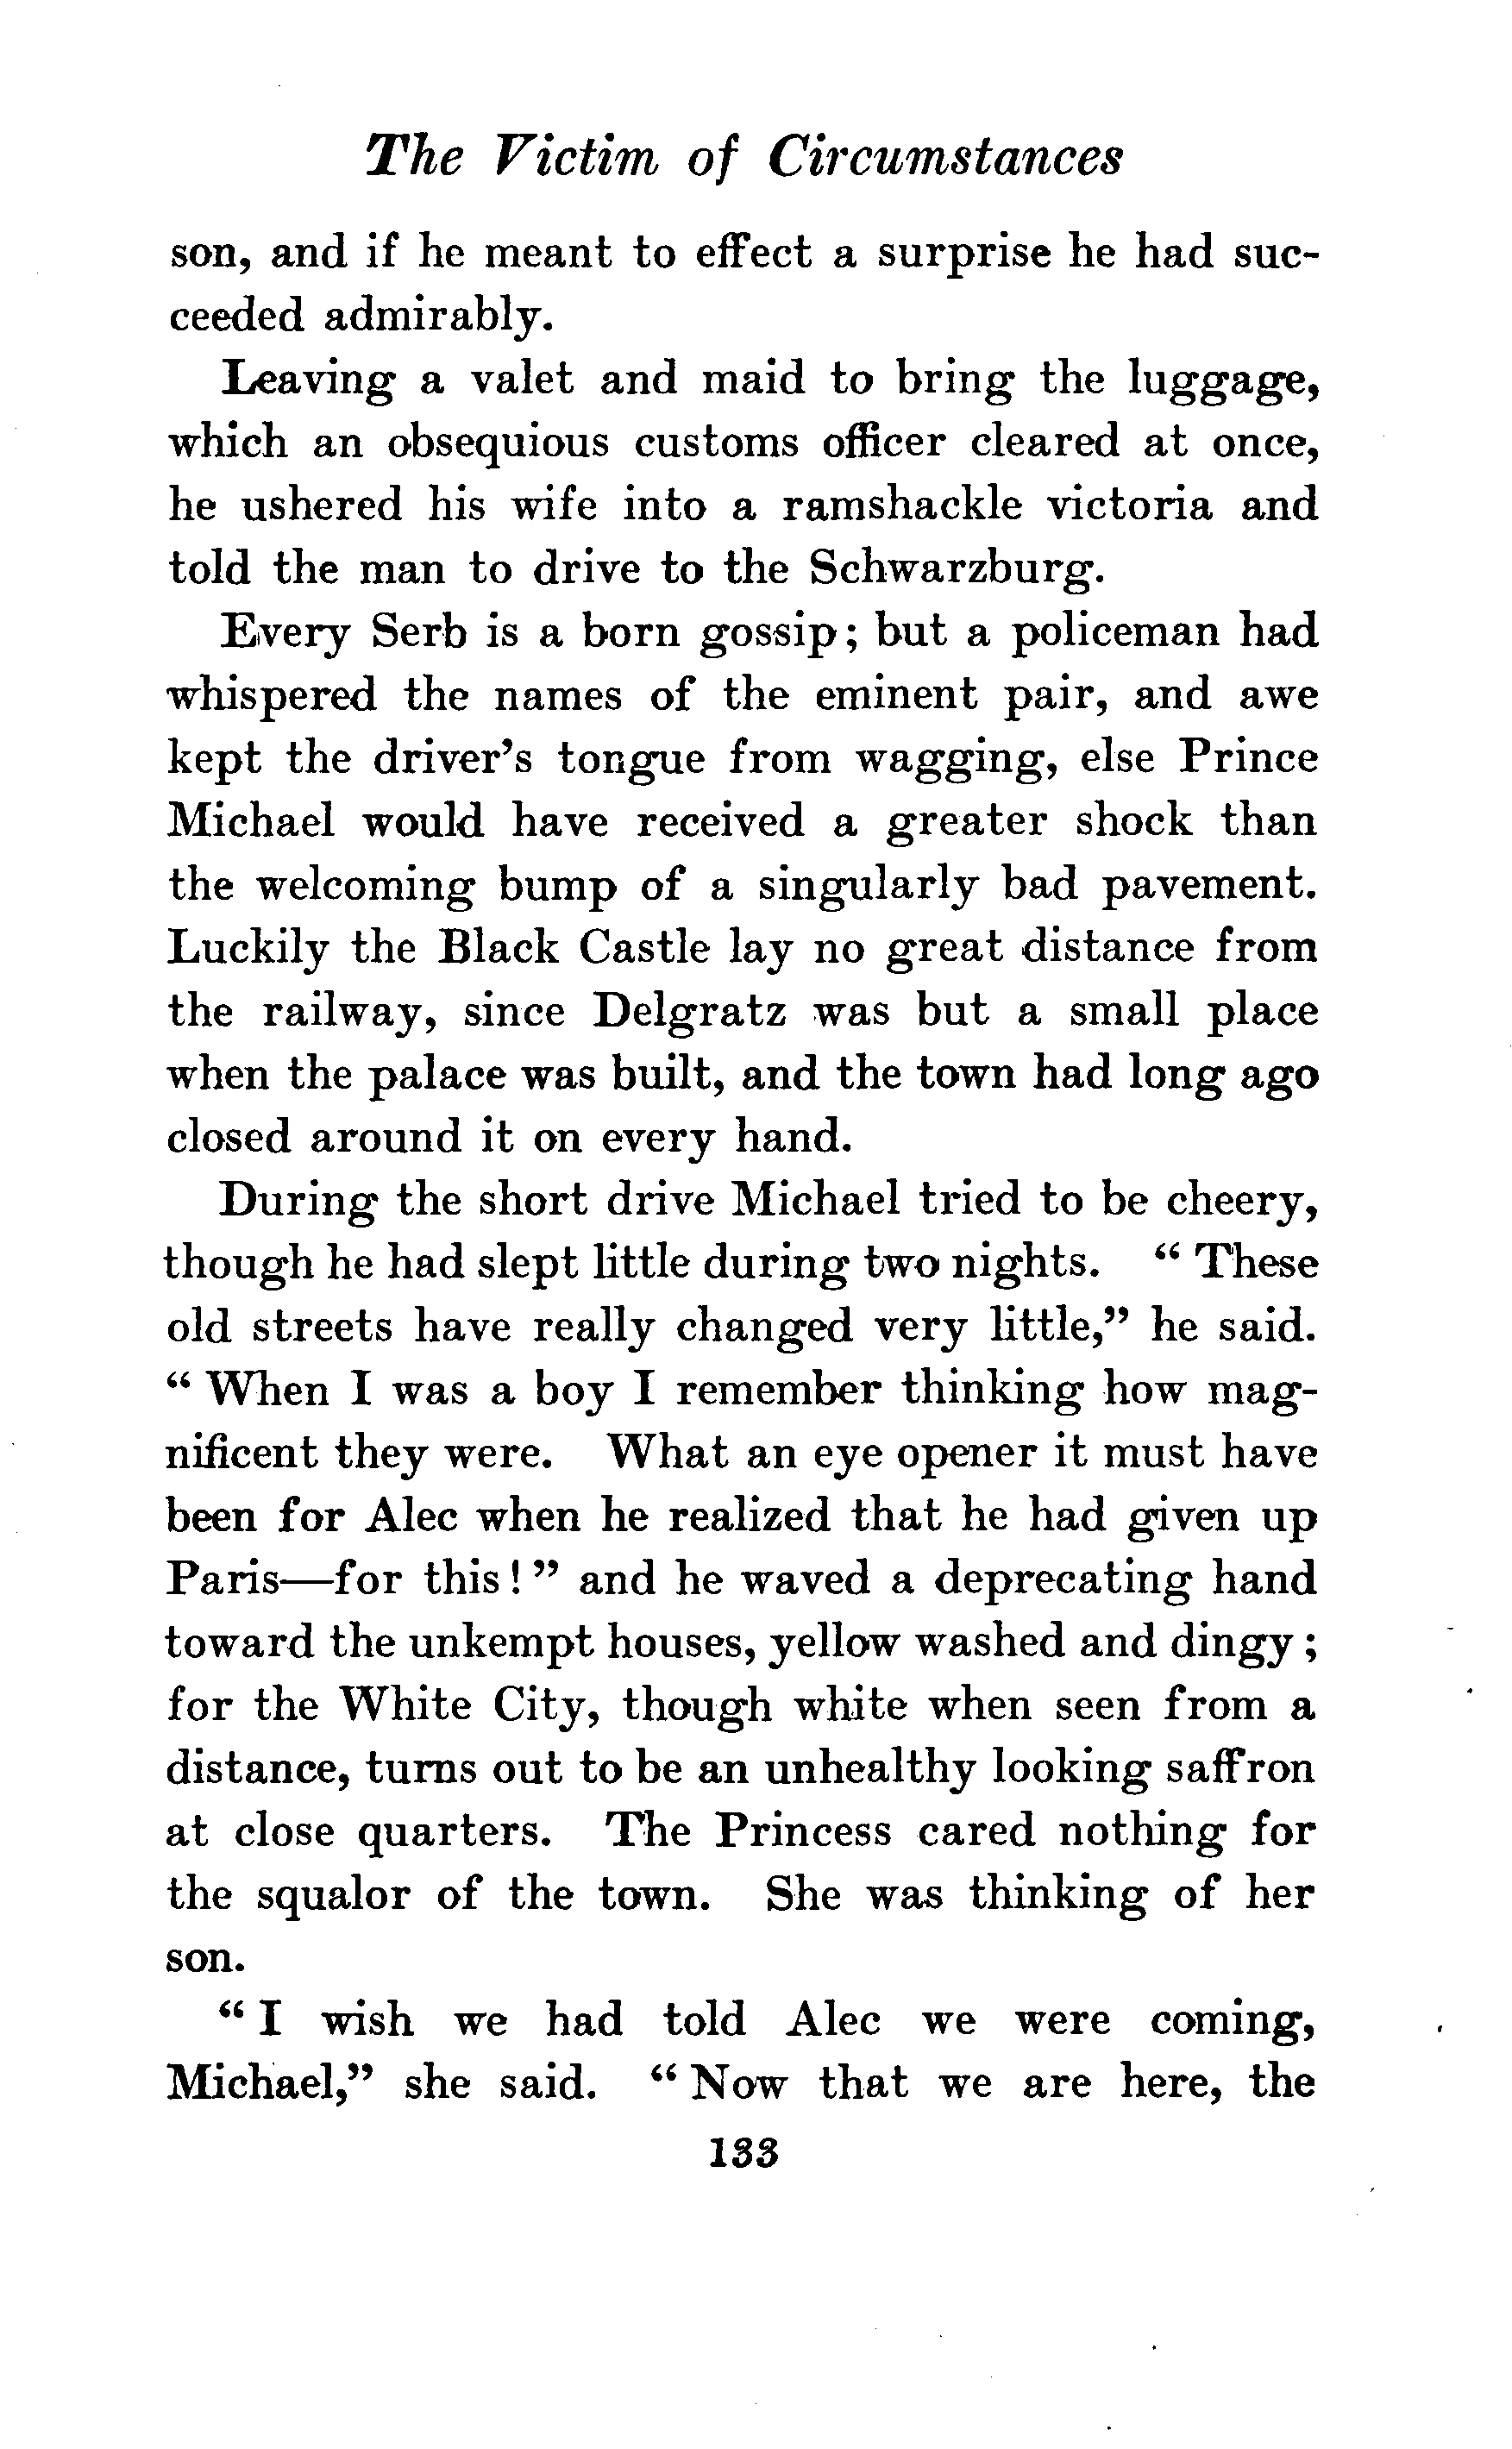 The Victim of Circumstances
son, and if he meant to effect a surprise he had suc-
ceeded admirably.
Leaving a valet and maid to bring the luggage,
which an obsequious customs officer cleared at once,
he ushered his wife into a ramshackle victoria and
told the man to drive to the Schwarzburg.
Every Serb is a born gossip; but a policeman had
whispered the names of the eminent pair, and awe
kept the driver's tongue from wagging, else Prince
Michael would have received a greater shock than
the welcoming bump of a singularly bad pavement.
Luckily the Black Castle lay no great distance from
the railway, since Delgratz was but a small place
when the palace was built, and the town had long ago
closed around it on every hand.
During the short drive Michael tried to be cheery,
though he had slept little during two nights. “ These
old streets have really changed very little,” he said.
“ When I was a boy I remember thinking how mag-
nificent they were. What an eye opener it must have
been for Alec when he realized that he had given up
Paris—for this! ” and he waved a deprecating hand
toward the unkempt houses, yellow washed and dingy;
for the White City, though white when seen from a
distance, turns out to be an unhealthy looking saffron
at close quarters. The Princess cared nothing for
the squalor of the town. She was thinking of her
son.
“ I wish we had told Alec we were coming,
Michael,” she said. “ Now that we are here, the
133